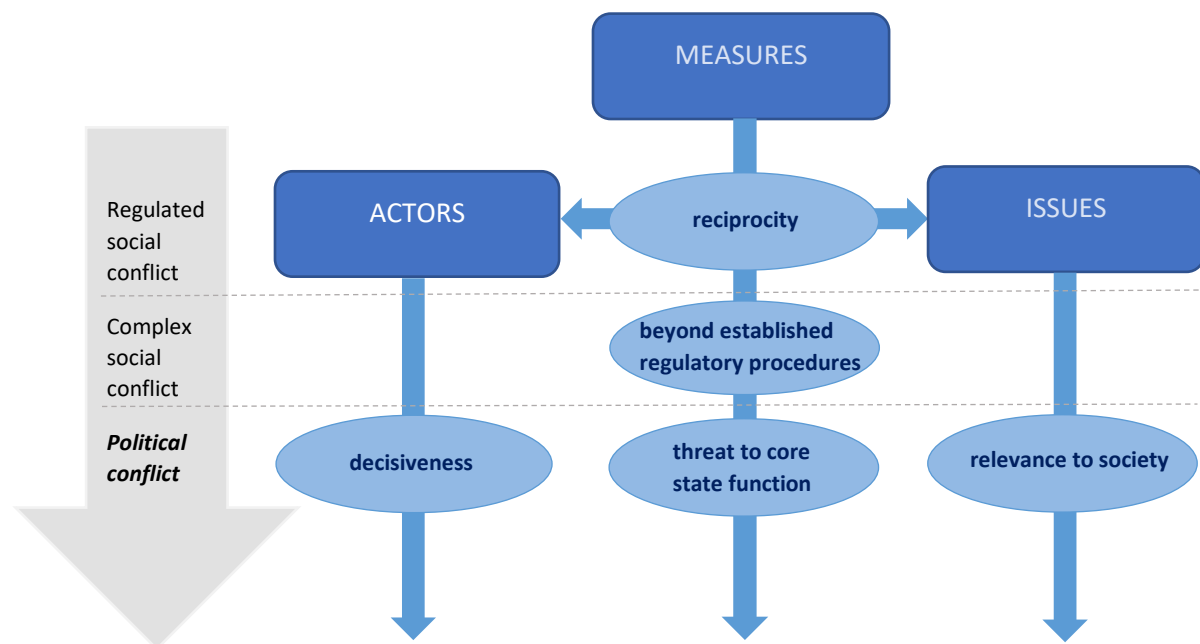 MEASURES
ACTORS
ISSUES
reciprocity
Regulated
social
conflict
Complex
social
conflict
beyond established
regulatory procedures
Political
conflict
decisiveness
threat to core
state function
relevance to society